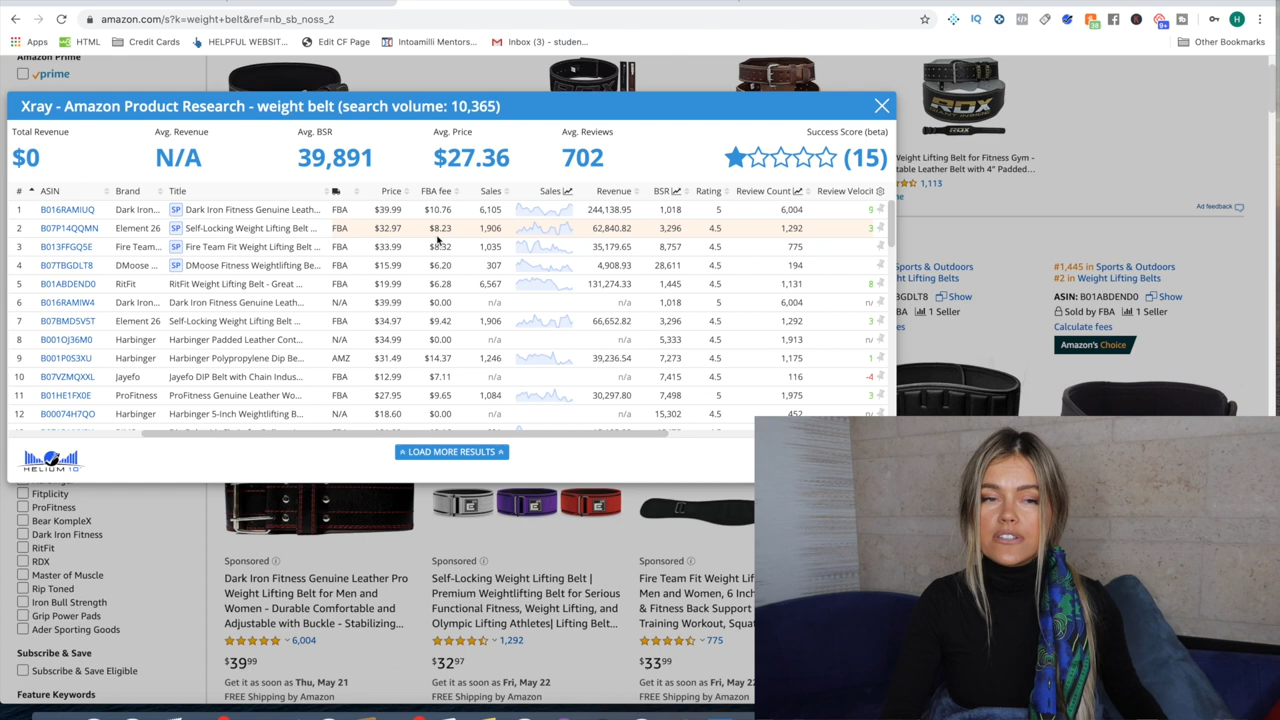 amazon.com/s?k=weight+belt&ref=nb_sb_noss_2
Apps HTML Credit Cards HELPFUL WEBSIT... Edit CF Page Intoamilli Mentors... Inbox (3) - studen... Other Bookmarks
Amazon Prime
prime
Xray - Amazon Product Research - weight belt (search volume: 10,365)
Total Revenue Avg. Revenue Avg. BSR Avg. Price Avg. Reviews Success Score (beta)
$0 N/A 39,891 $27.36 702 (15)
# ASIN Brand Title Price FBA fee Sales Sales Revenue BSR Rating Review Count Review Velocit
1 B016RAMIUQ Dark Iron... SP Dark Iron Fitness Genuine Leath... FBA $39.99 $10.76 6,105 244,138.95 1,018 5 6,004 9
2 B07P14QQMN Element 26 SP Self-Locking Weight Lifting Belt ... FBA $32.97 $8.23 1,906 62,840.82 3,296 4.5 1,292 3
3 B013FFGQ5E Fire Team... SP Fire Team Fit Weight Lifting Bel... FBA $33.99 $8.32 1,035 35,179.65 8,757 4.5 775
4 B07TBGDLT8 DMoose ... SP DMoose Fitness Weightlifting Be... FBA $15.99 $6.20 307 4,908.93 28,611 4.5 194
5 B01ABDEND0 RitFit RitFit Weight Lifting Belt - Great ... FBA $19.99 $6.28 6,567 131,274.33 1,445 4.5 1,131 8
6 B016RAMIW4 Dark Iron... Dark Iron Fitness Genuine Leath... N/A $39.99 $0.00 n/a n/a 1,018 5 6,004 n/
7 B07BMD5V5T Element 26 Self-Locking Weight Lifting Belt ... FBA $34.97 $9.42 1,906 66,652.82 3,296 4.5 1,292 3
8 B001OJ36M0 Harbinger Harbinger Padded Leather Cont... N/A $34.99 $0.00 n/a n/a 5,333 4.5 1,913 n/
9 B001P0S3XU Harbinger Harbinger Polypropylene Dip Be... AMZ $31.49 $14.37 1,246 39,236.54 7,273 4.5 1,175 1
10 B07VZMQXXL Jayefo Jayefo DIP Belt with Chain Indus... FBA $12.99 $7.11 n/a n/a 7,415 4.5 116 -4
11 B01HE1FX0E ProFitness ProFitness Genuine Leather Wo... FBA $27.95 $9.65 1,084 30,297.80 7,498 4.5 1,975 3
12 B00074H7QO Harbinger Harbinger 5-Inch Weightlifting B... N/A $18.60 $0.00 n/a n/a 15,302 4.5 452
LOAD MORE RESULTS
HELIUM 10
RDX
Weight Lifting Belt for Fitness Gym -
atable Leather Belt with 4" Padded...
1,113
Ad feedback
Sports & Outdoors
Weight Lifting Belts
BGDLT8 Show
Sold by FBA 1 Seller
#1,445 in Sports & Outdoors
#2 in Weight Lifting Belts
ASIN: B01ABDEND0 Show
Sold by FBA 1 Seller
Calculate fees
Amazon's Choice
Fitplicity
ProFitness
Bear KompleX
Dark Iron Fitness
RitFit
RDX
Master of Muscle
Rip Toned
Iron Bull Strength
Grip Power Pads
Ader Sporting Goods
Subscribe & Save
Subscribe & Save Eligible
Feature Keywords
Sponsored
Dark Iron Fitness Genuine Leather Pro
Weight Lifting Belt for Men and
Women - Durable Comfortable and
Adjustable with Buckle - Stabilizing...
6,004
$39 99
Get it as soon as Thu, May 21
FREE Shipping by Amazon
Sponsored
Self-Locking Weight Lifting Belt |
Premium Weightlifting Belt for Serious
Functional Fitness, Weight Lifting, and
Olympic Lifting Athletes| Lifting Belt...
1,292
$32 97
Get it as soon as Fri, May 22
FREE Shipping by Amazon
Sponsored
Fire Team Fit Weight Lif
Men and Women, 6 Inch
& Fitness Back Support
Training Workout, Squa
775
$33 99
Get it as soon as Fri, May
FREE Shipping by Amazon